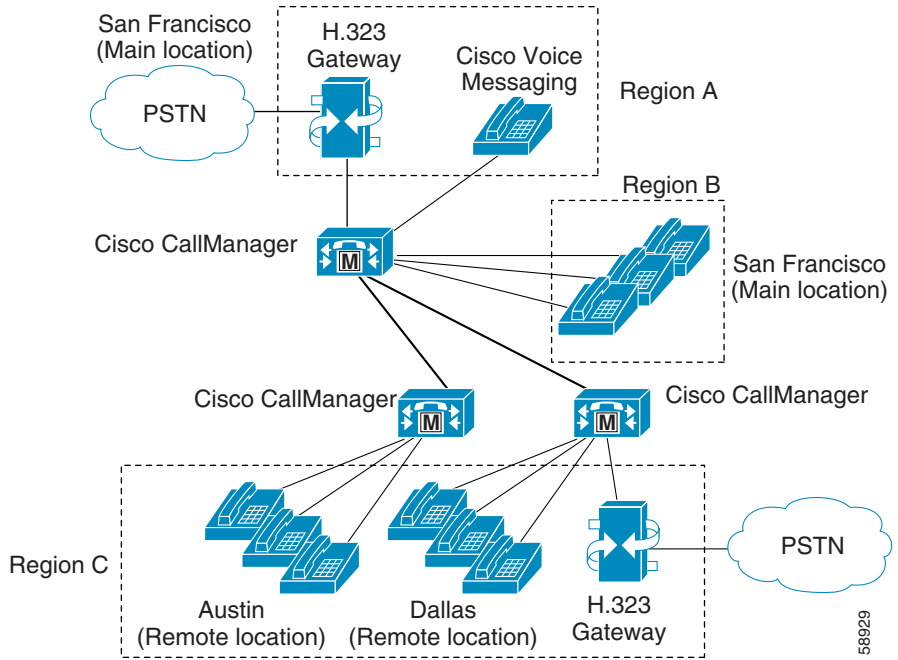 San Francisco
(Main location)
H.323
Gateway
Cisco Voice
Messaging
Region A
PSTN
Region B
Cisco CallManager
M
San Francisco
(Main location)
Cisco CallManager
M
M
Cisco CallManager
Region C
Austin
(Remote location)
Dallas
(Remote location)
H.323
Gateway
PSTN
58929